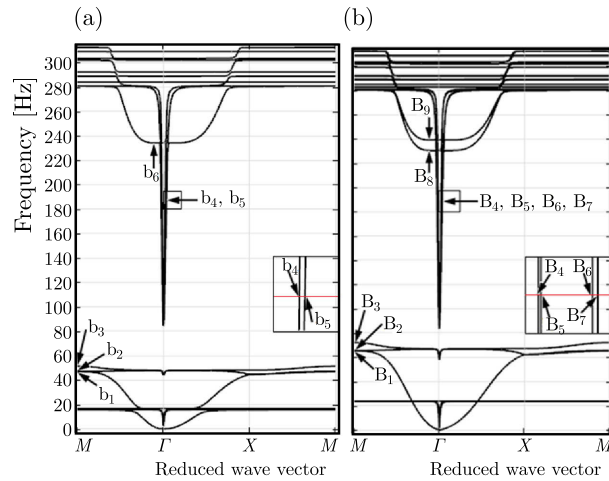 (a)
(b)
Frequency [Hz]
300
280
260
240
220
200
180
160
140
120
100
80
60
40
20
0
b6
b4, b5
b4
b5
b3
b2
b1
M
Γ
X
M
Reduced wave vector
B9
B8
B4, B5, B6, B7
B4
B6
B5
B7
B3
B2
B1
M
Γ
X
M
Reduced wave vector